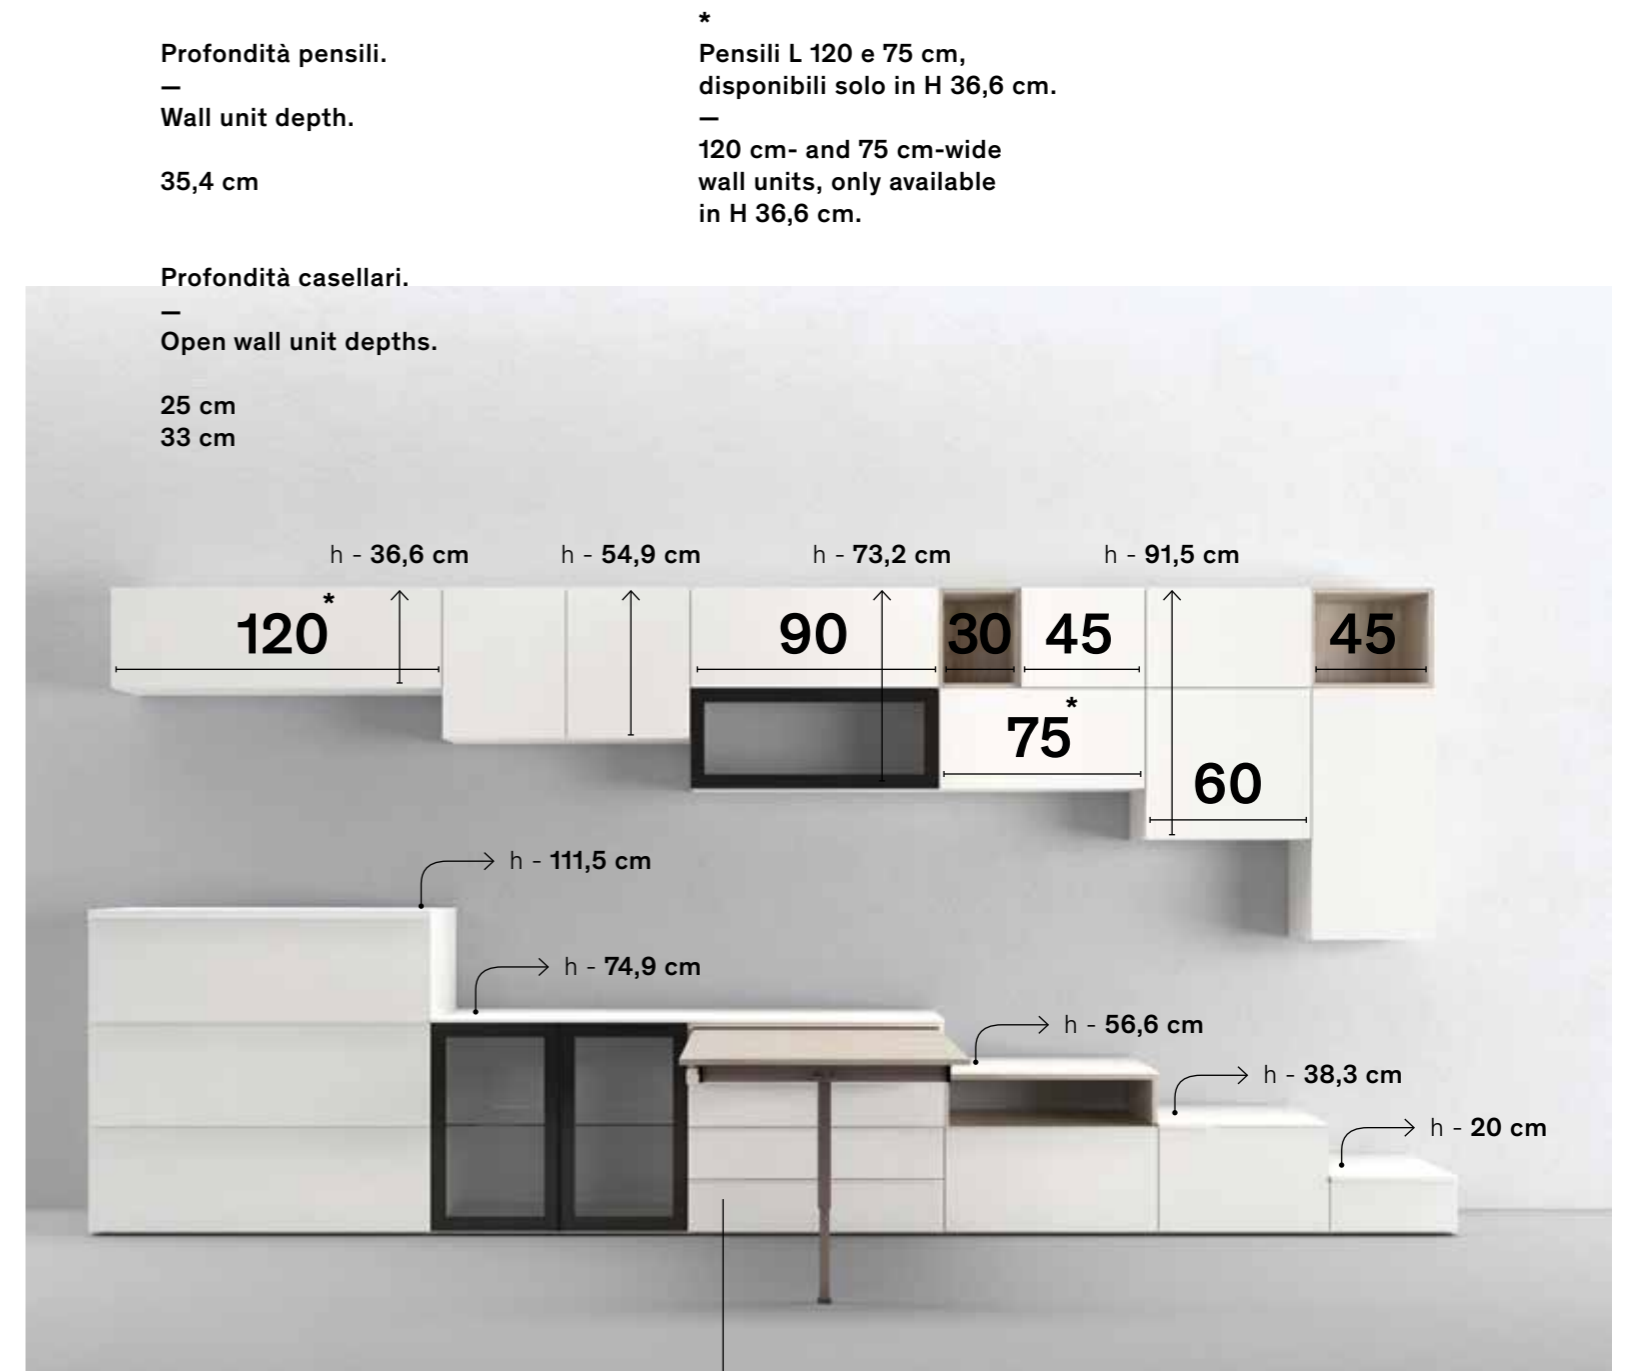 Profondità pensili.
—
Wall unit depth.
35,4 cm
*
Pensili L 120 e 75 cm,
disponibili solo in H 36,6 cm.
—
120 cm- and 75 cm-wide
wall units, only available
in H 36,6 cm.
Profondità casellari.
—
Open wall unit depths.
25 cm
33 cm
h - 36,6 cm
h - 54,9 cm
h - 73,2 cm
h - 91,5 cm
120*
90
30
45
45
75*
60
h - 111,5 cm
h - 74,9 cm
h - 56,6 cm
h - 38,3 cm
h - 20 cm